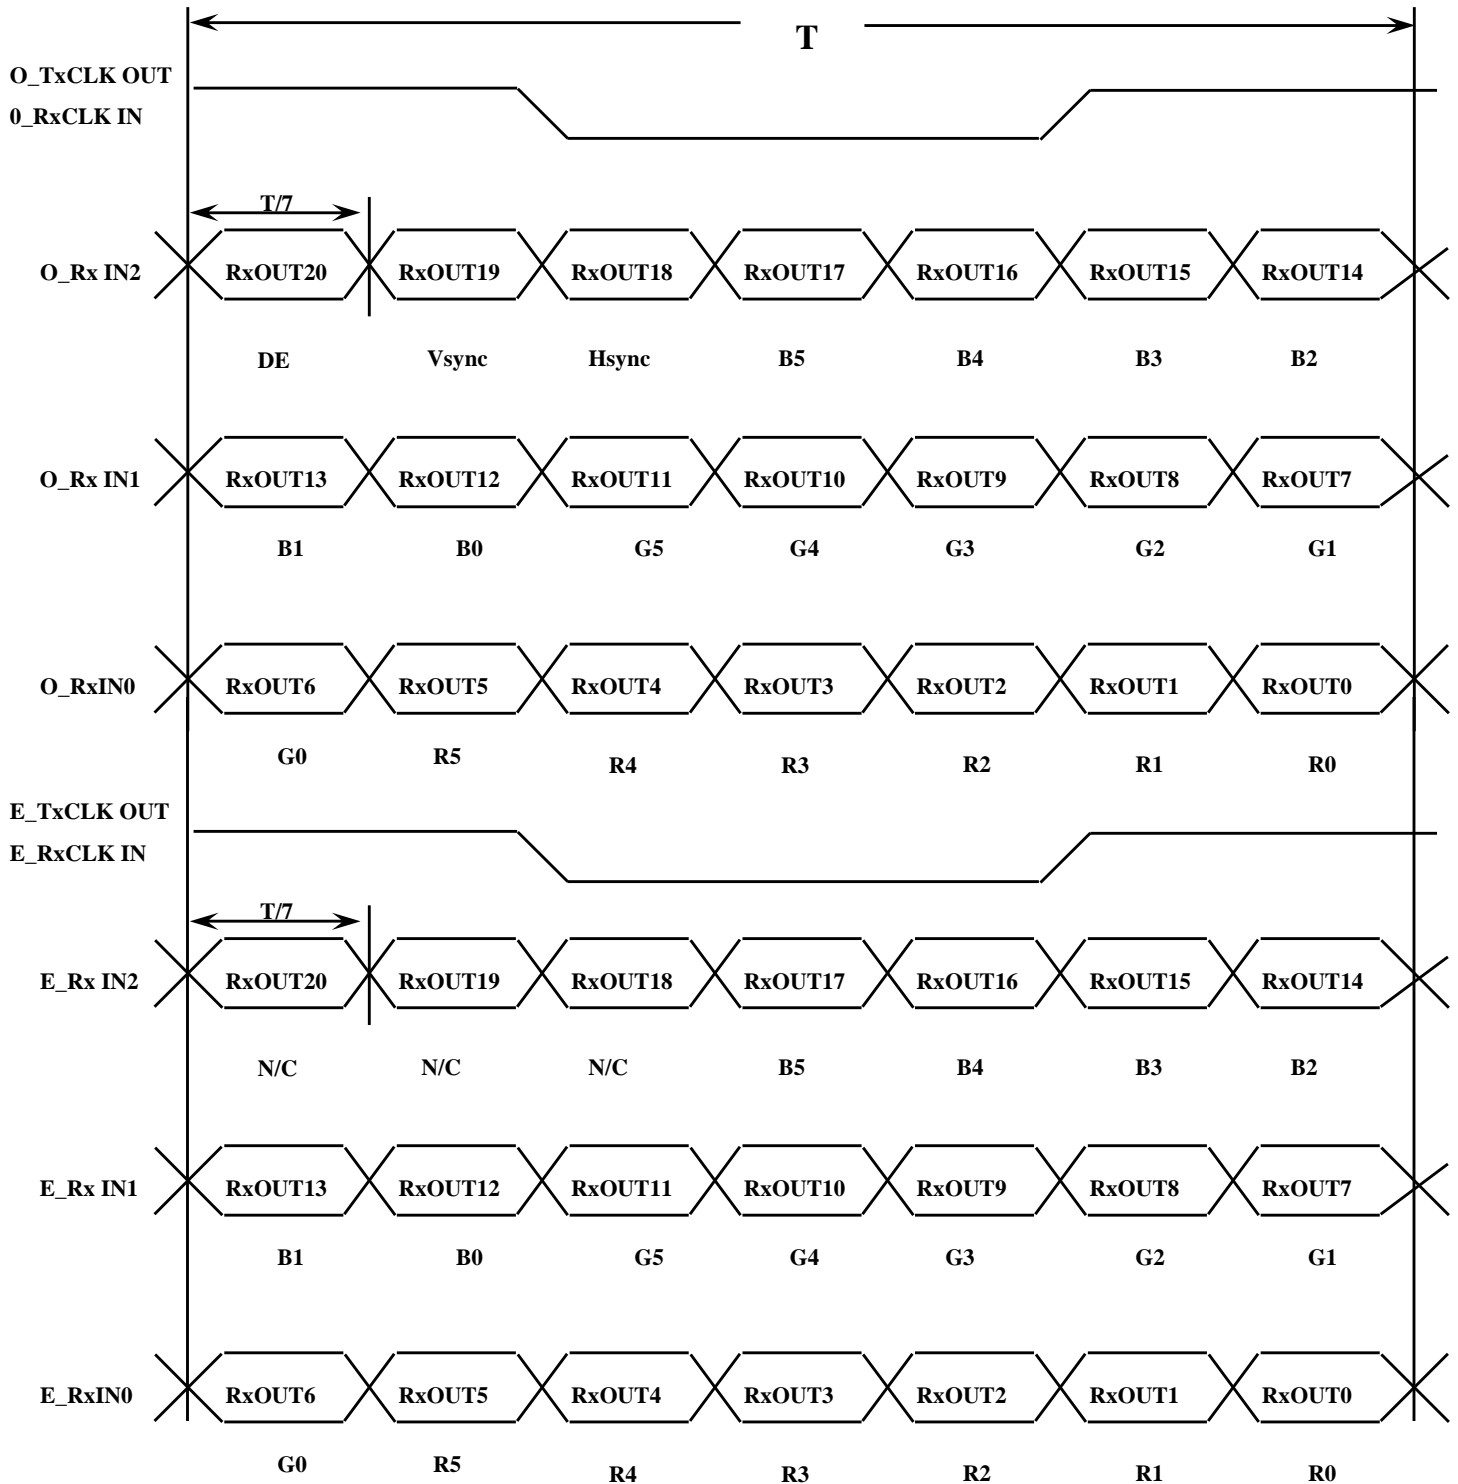 T
O_TxCLK OUT
0_RxCLK IN
T/7
O_Rx IN2 RxOUT20 RxOUT19 RxOUT18 RxOUT17 RxOUT16 RxOUT15 RxOUT14
DE Vsync Hsync B5 B4 B3 B2
O_Rx IN1 RxOUT13 RxOUT12 RxOUT11 RxOUT10 RxOUT9 RxOUT8 RxOUT7
B1 B0 G5 G4 G3 G2 G1
O_RxIN0 RxOUT6 RxOUT5 RxOUT4 RxOUT3 RxOUT2 RxOUT1 RxOUT0
G0 R5 R4 R3 R2 R1 R0
E_TxCLK OUT
E_RxCLK IN
T/7
E_Rx IN2 RxOUT20 RxOUT19 RxOUT18 RxOUT17 RxOUT16 RxOUT15 RxOUT14
N/C N/C N/C B5 B4 B3 B2
E_Rx IN1 RxOUT13 RxOUT12 RxOUT11 RxOUT10 RxOUT9 RxOUT8 RxOUT7
B1 B0 G5 G4 G3 G2 G1
E_RxIN0 RxOUT6 RxOUT5 RxOUT4 RxOUT3 RxOUT2 RxOUT1 RxOUT0
G0 R5 R4 R3 R2 R1 R0